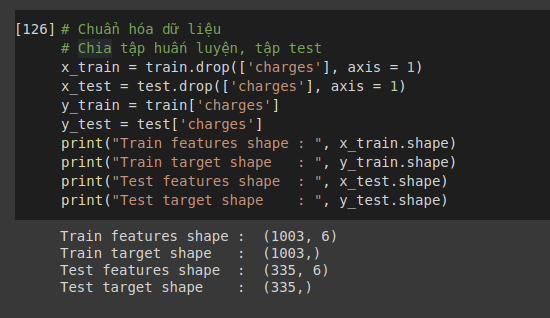 [126] # Chuẩn hóa dữ liệu
# Chia tập huấn luyện, tập test
x_train = train.drop(['charges'], axis = 1)
x_test = test.drop(['charges'], axis = 1)
y_train = train['charges']
y_test = test['charges']
print("Train features shape : ", x_train.shape)
print("Train target shape   : ", y_train.shape)
print("Test features shape  : ", x_test.shape)
print("Test target shape    : ", y_test.shape)
Train features shape :  (1003, 6)
Train target shape   :  (1003,)
Test features shape  :  (335, 6)
Test target shape    :  (335,)